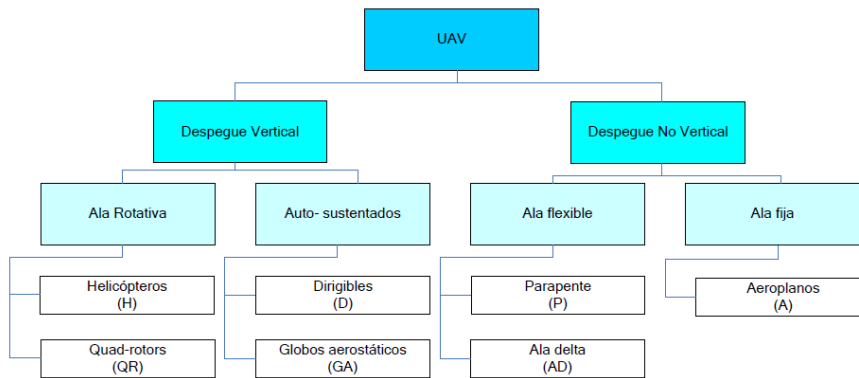 UAV
Despegue Vertical
Despegue No Vertical
Ala Rotativa
Auto- sustentados
Ala flexible
Ala fija
Helicópteros
(H)
Dirigibles
(D)
Parapente
(P)
Aeroplanos
(A)
Quad-rotors
(QR)
Globos aerostáticos
(GA)
Ala delta
(AD)